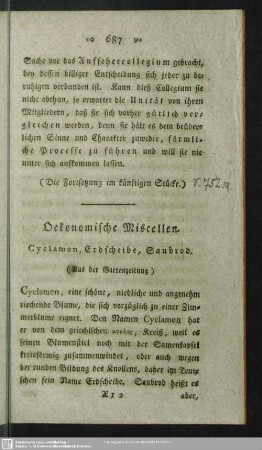 687
Sache vor das Aufsehercollegium gebracht,
bey dessen billiger Entscheidung sich jeder zu be-
ruhigen verbunden ist. Kann dieß Collegium sie
nicht abthun, so erwartet die Unität von ihren
Mitgliedern, daß sie sich vorher gütlich ver-
gleichen werden, denn sie hält es dem brüder-
lichen Sinne und Charakter zuwider, förmli-
che Processe zu führen und will sie nie
unter sich aufkommen lassen.
(Die Fortsetzung im künftigen Stücke.)
Oekonomische Miscellen.
Cyclamen, Erdscheibe, Saubrod.
(Aus der Gartenzeitung)
Cyclamen, eine schöne, niedliche und angenehm
riechende Blume, die sich vorzüglich zu einer Zim-
merblume eignet. Den Namen Cyclamen hat
er von dem griechischen Kreiß, weil es
seinen Blumenstiel noch mit der Samenkapsel
kreisförmig zusammenwindet, oder auch wegen
der runden Bildung des Knollens, daher im Teut-
schen sein Name Erdscheibe. Saubrod heißt es
X x 2 aber,